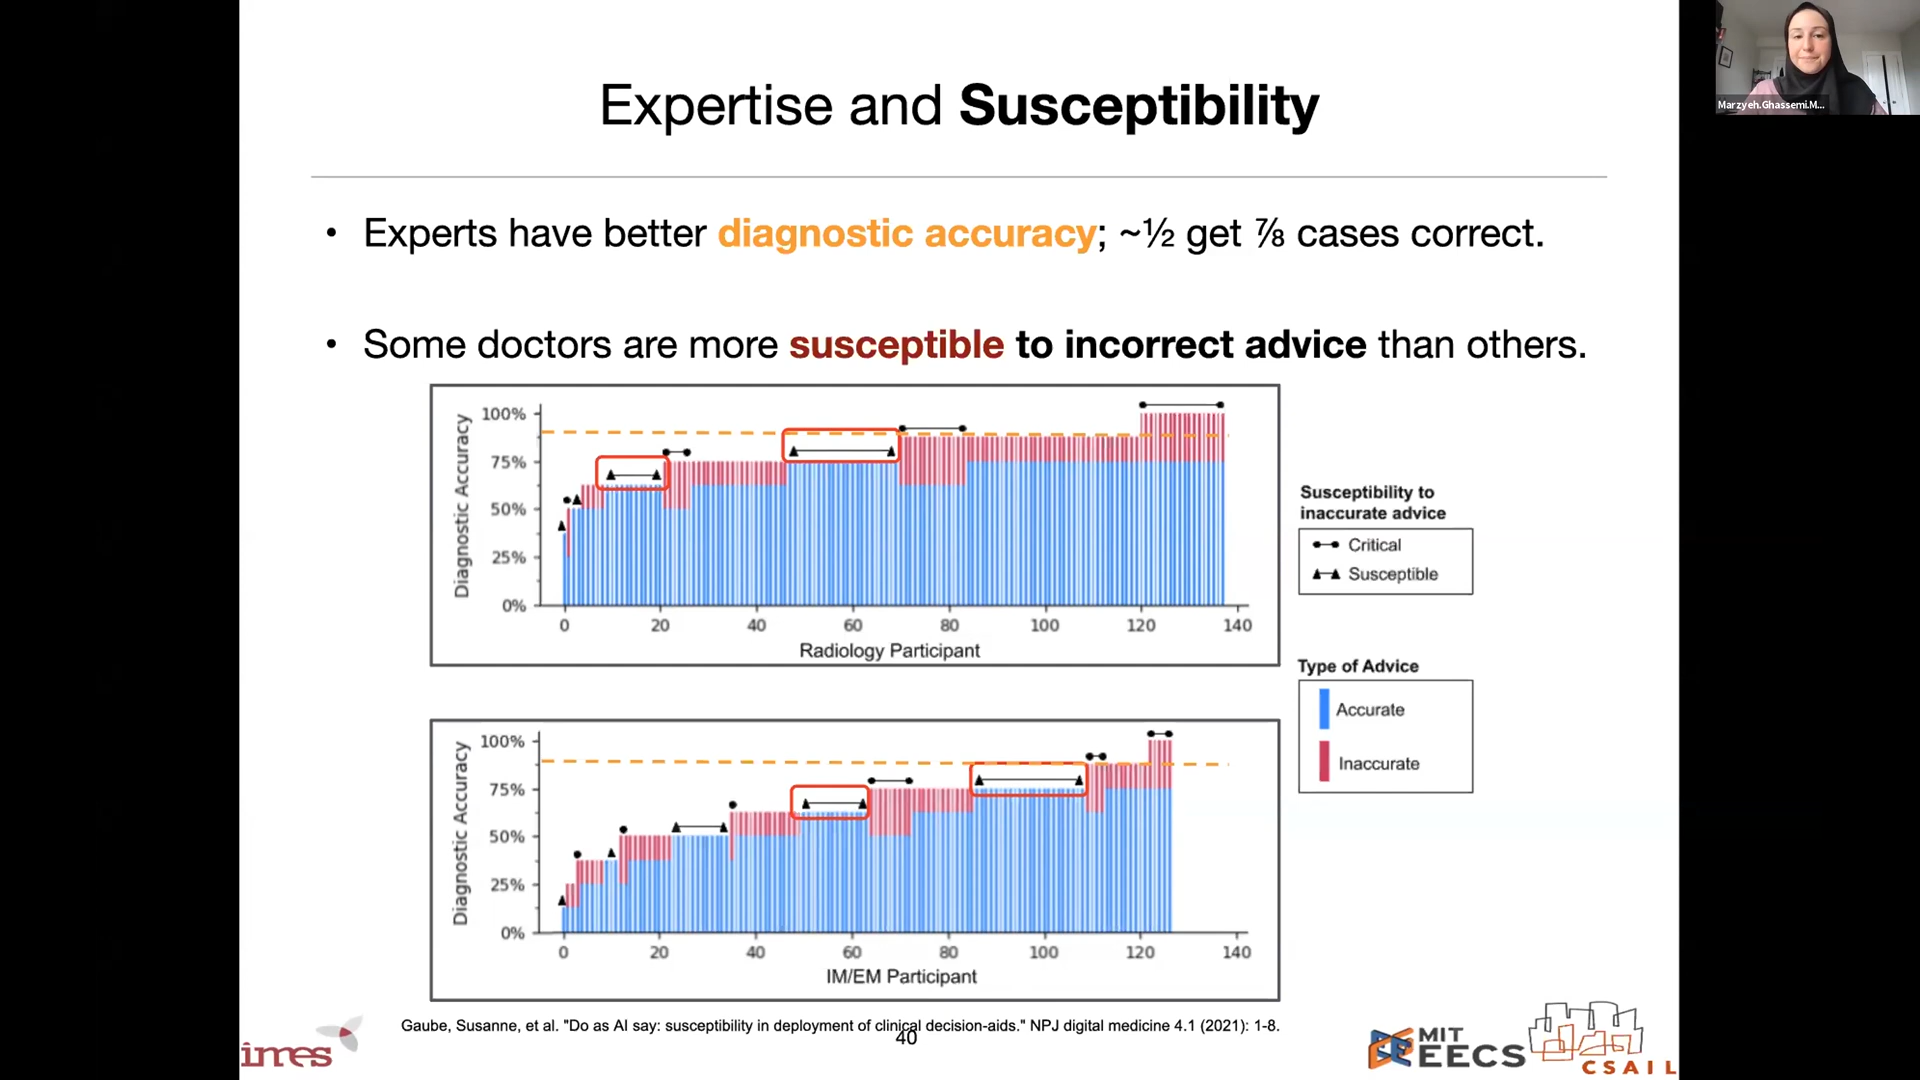 Expertise and Susceptibility
Marzyeh.Ghassemi.M...
• Experts have better diagnostic accuracy; ~½ get ⅞ cases correct.
• Some doctors are more susceptible to incorrect advice than others.
Diagnostic Accuracy
100%
75%
50%
25%
0%
0 20 40 60 80 100 120 140
Radiology Participant
Susceptibility to
inaccurate advice
Critical
Susceptible
Type of Advice
Accurate
Inaccurate
Diagnostic Accuracy
100%
75%
50%
25%
0%
0 20 40 60 80 100 120 140
IM/EM Participant
Gaube, Susanne, et al. "Do as AI say: susceptibility in deployment of clinical decision-aids." NPJ digital medicine 4.1 (2021): 1-8.
40
imes
MIT
EECS
CSAIL